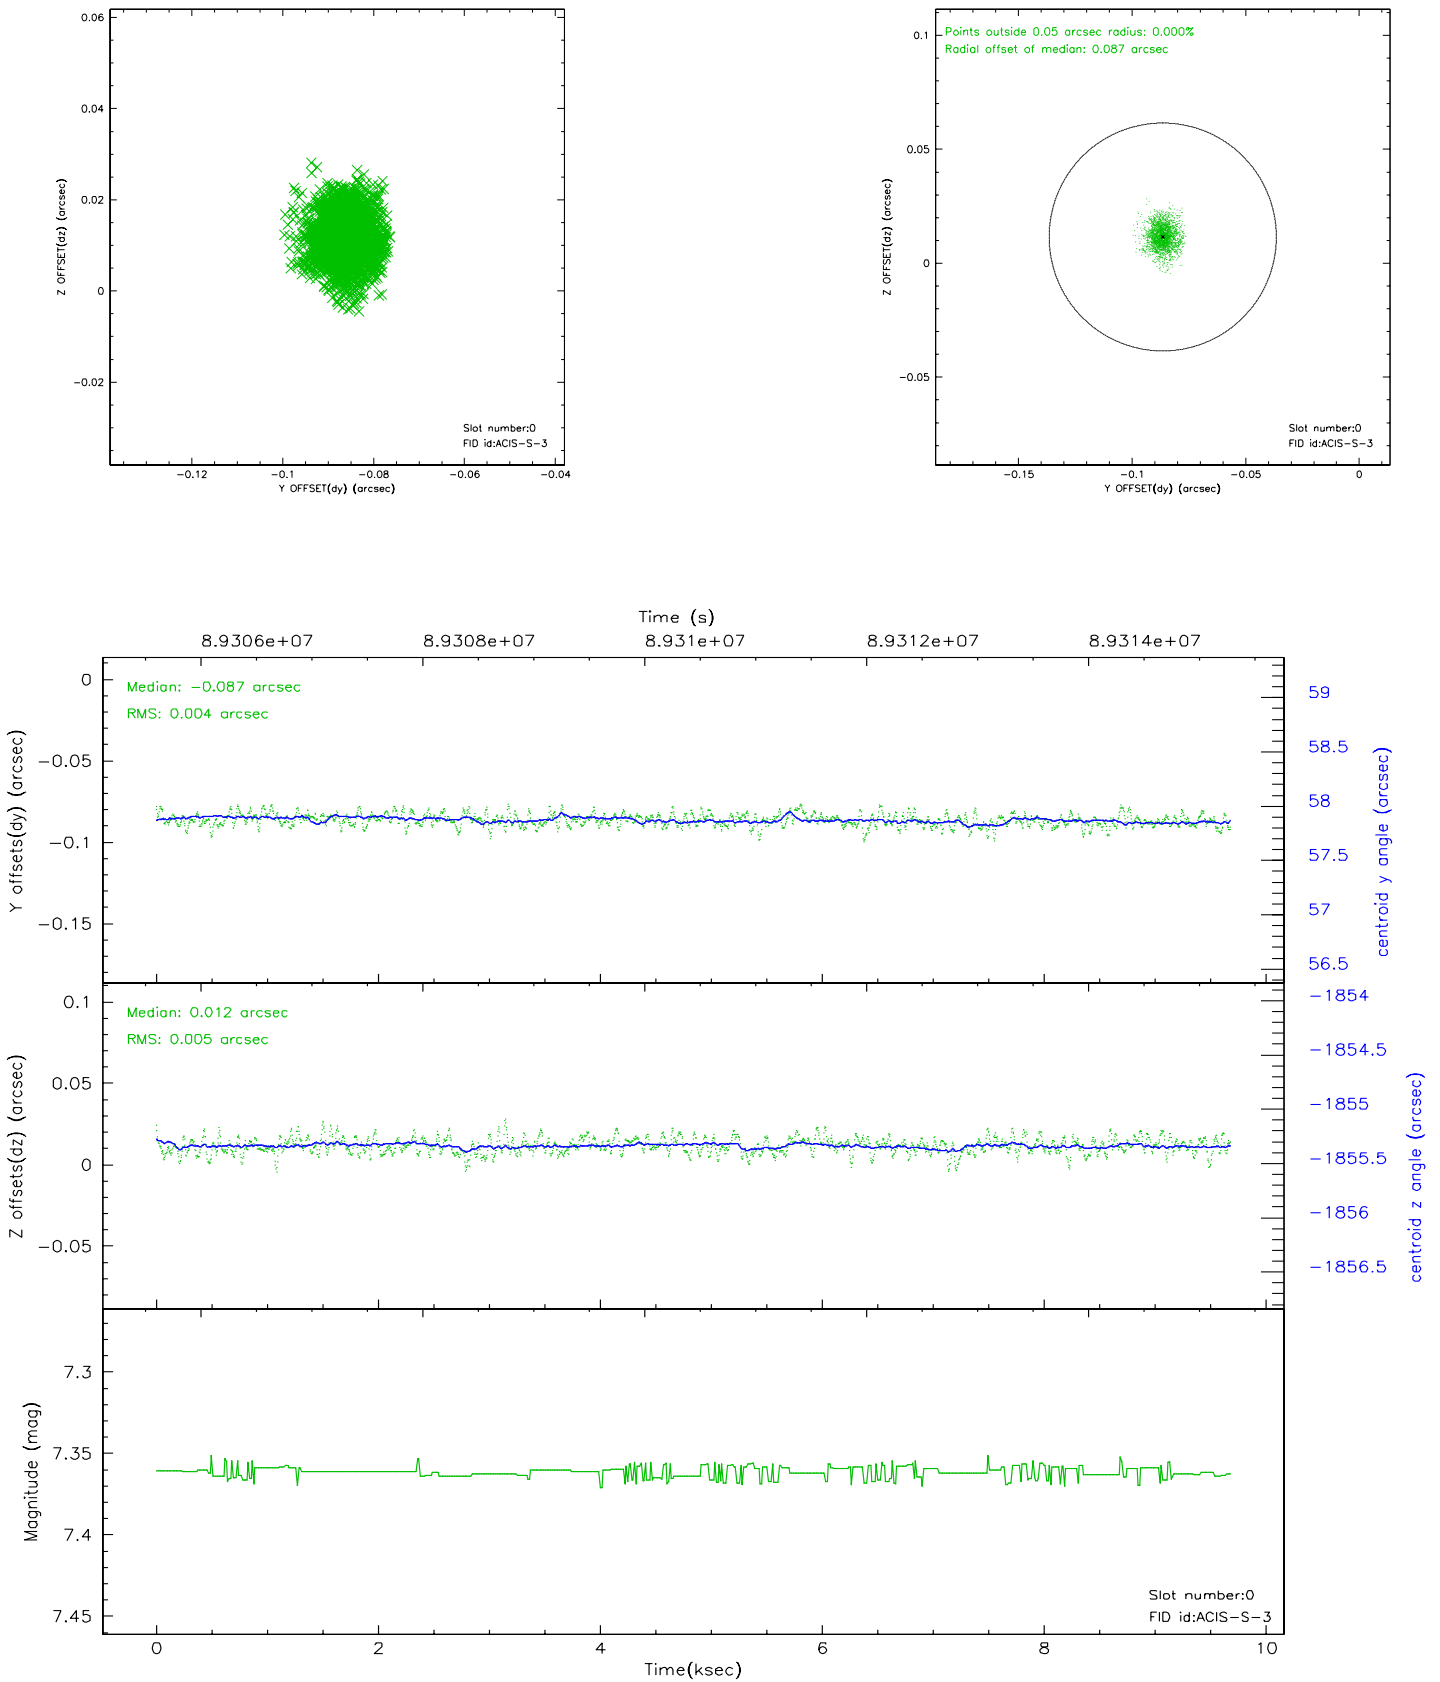 0.06
0.04
0.02
0
-0.02
Z OFFSET(dz) (arcsec)
Slot number:0
FID id:ACIS-S-3
-0.12 -0.1 -0.08 -0.06 -0.04
Y OFFSET(dy) (arcsec)
Points outside 0.05 arcsec radius: 0.000%
Radial offset of median: 0.087 arcsec
0.1
0.05
0
-0.05
Z OFFSET(dz) (arcsec)
Slot number:0
FID id:ACIS-S-3
-0.15 -0.1 -0.05 0
Y OFFSET(dy) (arcsec)
Time (s)
8.9306e+07 8.9308e+07 8.931e+07 8.9312e+07 8.9314e+07
Median: -0.087 arcsec
RMS: 0.004 arcsec
0
-0.05
-0.1
-0.15
Y offsets(dy) (arcsec)
59
58.5
58
57.5
57
56.5
centroid y angle (arcsec)
Median: 0.012 arcsec
RMS: 0.005 arcsec
0.1
0.05
0
-0.05
Z offsets(dz) (arcsec)
-1854
-1854.5
-1855
-1855.5
-1856
-1856.5
centroid z angle (arcsec)
7.3
7.35
7.4
7.45
Magnitude (mag)
Slot number:0
FID id:ACIS-S-3
0 2 4 6 8 10
Time(ksec)